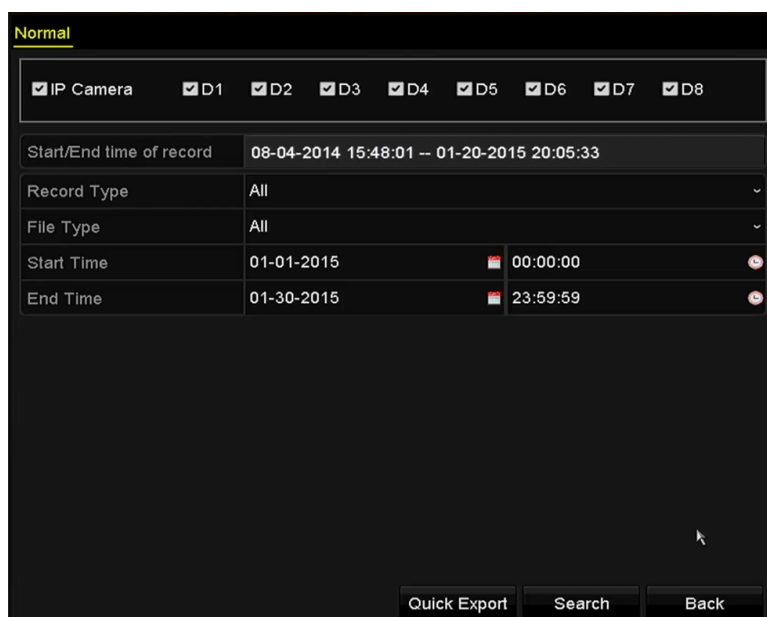 Normal
IP Camera D1 D2 D3 D4 D5 D6 D7 D8
Start/End time of record 08-04-2014 15:48:01 -- 01-20-2015 20:05:33
Record Type All
File Type All
Start Time 01-01-2015 00:00:00
End Time 01-30-2015 23:59:59
Quick Export Search Back